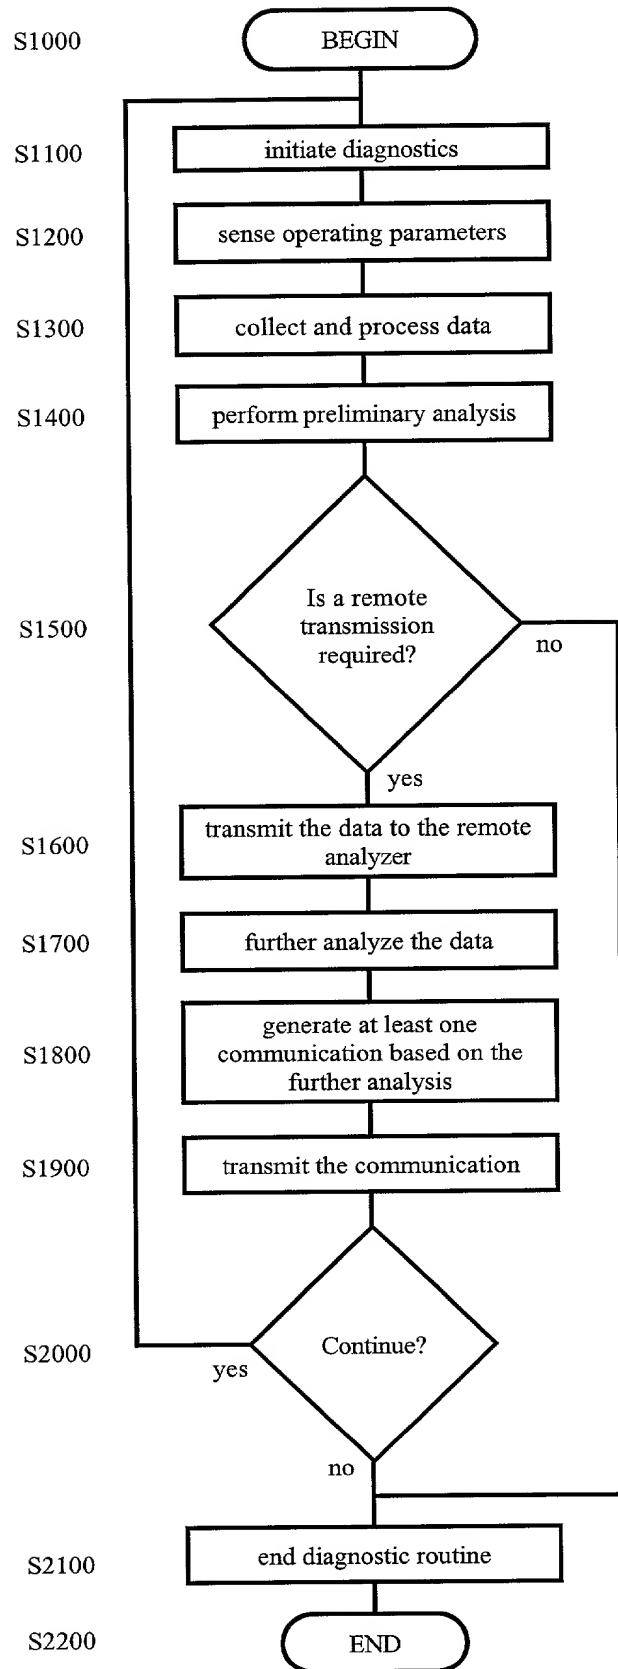 S1000
BEGIN
S1100
initiate diagnostics
S1200
sense operating parameters
S1300
collect and process data
S1400
perform preliminary analysis
S1500
Is a remote
transmission
required?
no
yes
S1600
transmit the data to the remote
analyzer
S1700
further analyze the data
S1800
generate at least one
communication based on the
further analysis
S1900
transmit the communication
S2000
Continue?
yes
no
S2100
end diagnostic routine
S2200
END